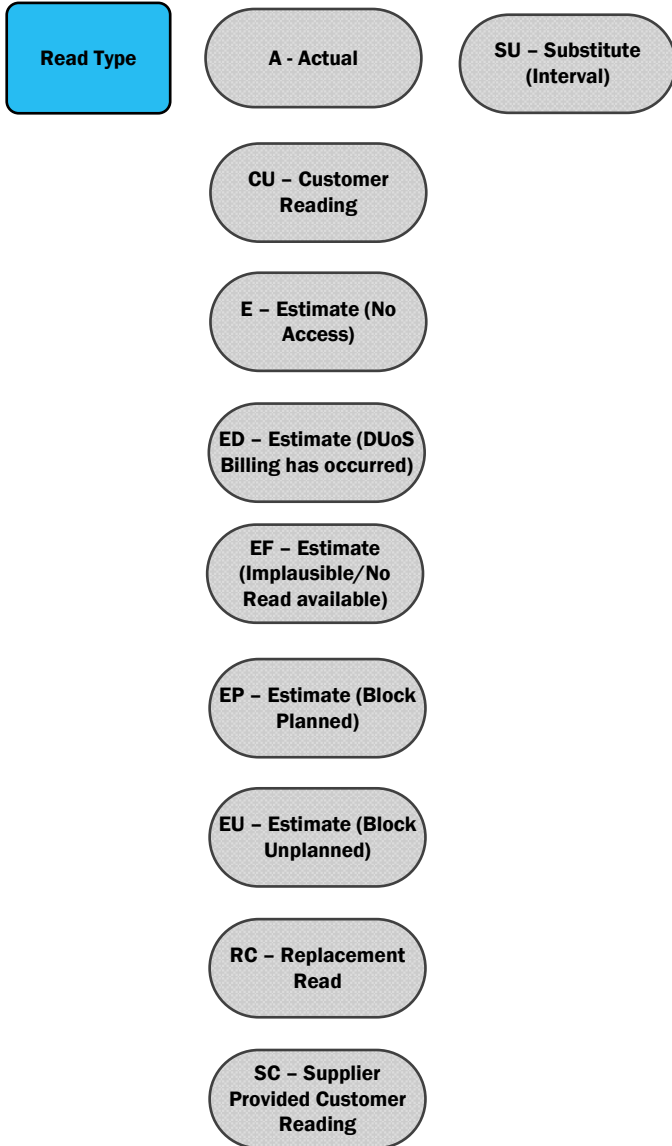 Read Type
A - Actual
SU – Substitute
(Interval)
CU – Customer
Reading
E – Estimate (No
Access)
ED – Estimate (DUoS
Billing has occurred)
EF – Estimate
(Implausible/No
Read available)
EP – Estimate (Block
Planned)
EU – Estimate (Block
Unplanned)
RC – Replacement
Read
SC – Supplier
Provided Customer
Reading